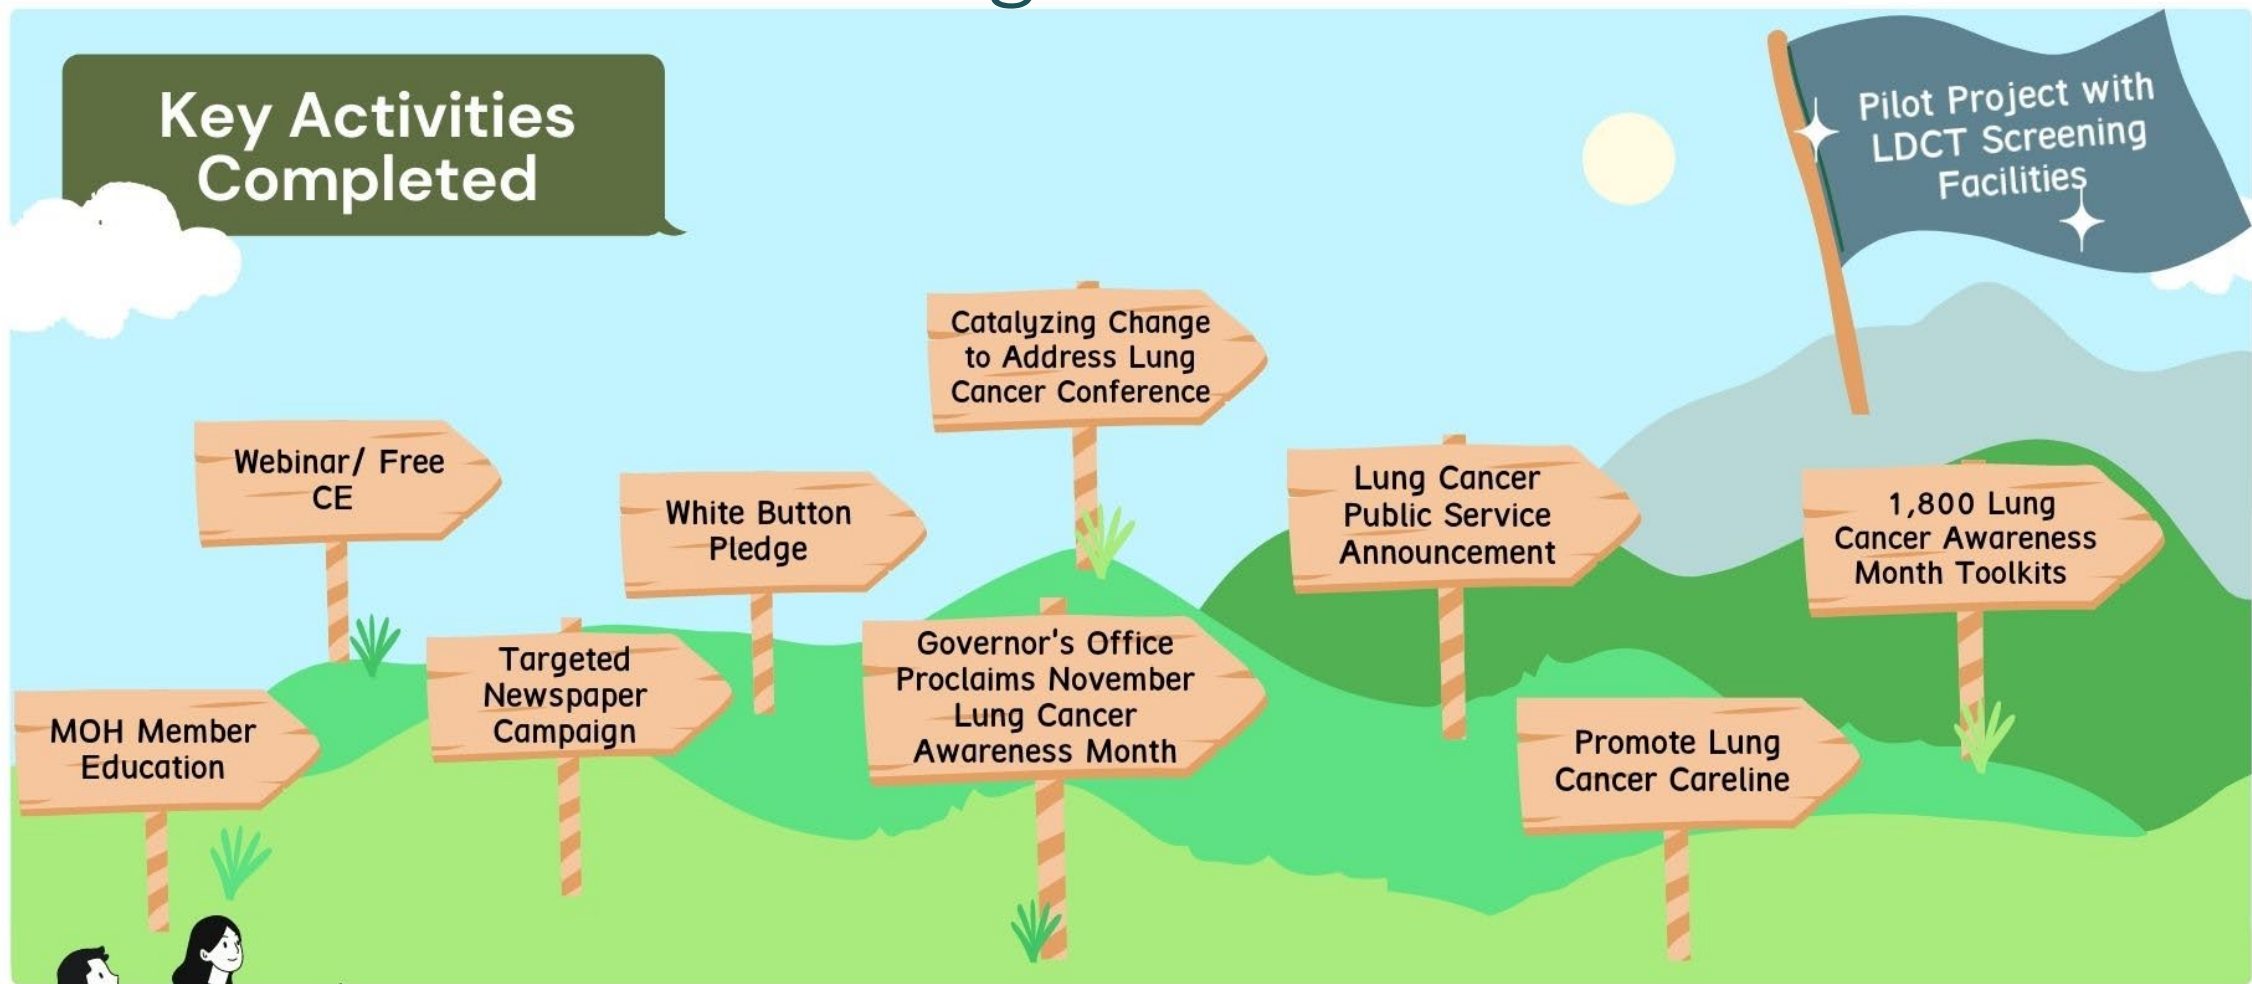 Key Activities
Completed
Pilot Project with
LDCT Screening
Facilities
Catalyzing Change
to Address Lung
Cancer Conference
Webinar/ Free
CE
White Button
Pledge
Lung Cancer
Public Service
Announcement
1,800 Lung
Cancer Awareness
Month Toolkits
MOH Member
Education
Targeted
Newspaper
Campaign
Governor's Office
Proclaims November
Lung Cancer
Awareness Month
Promote Lung
Cancer Careline